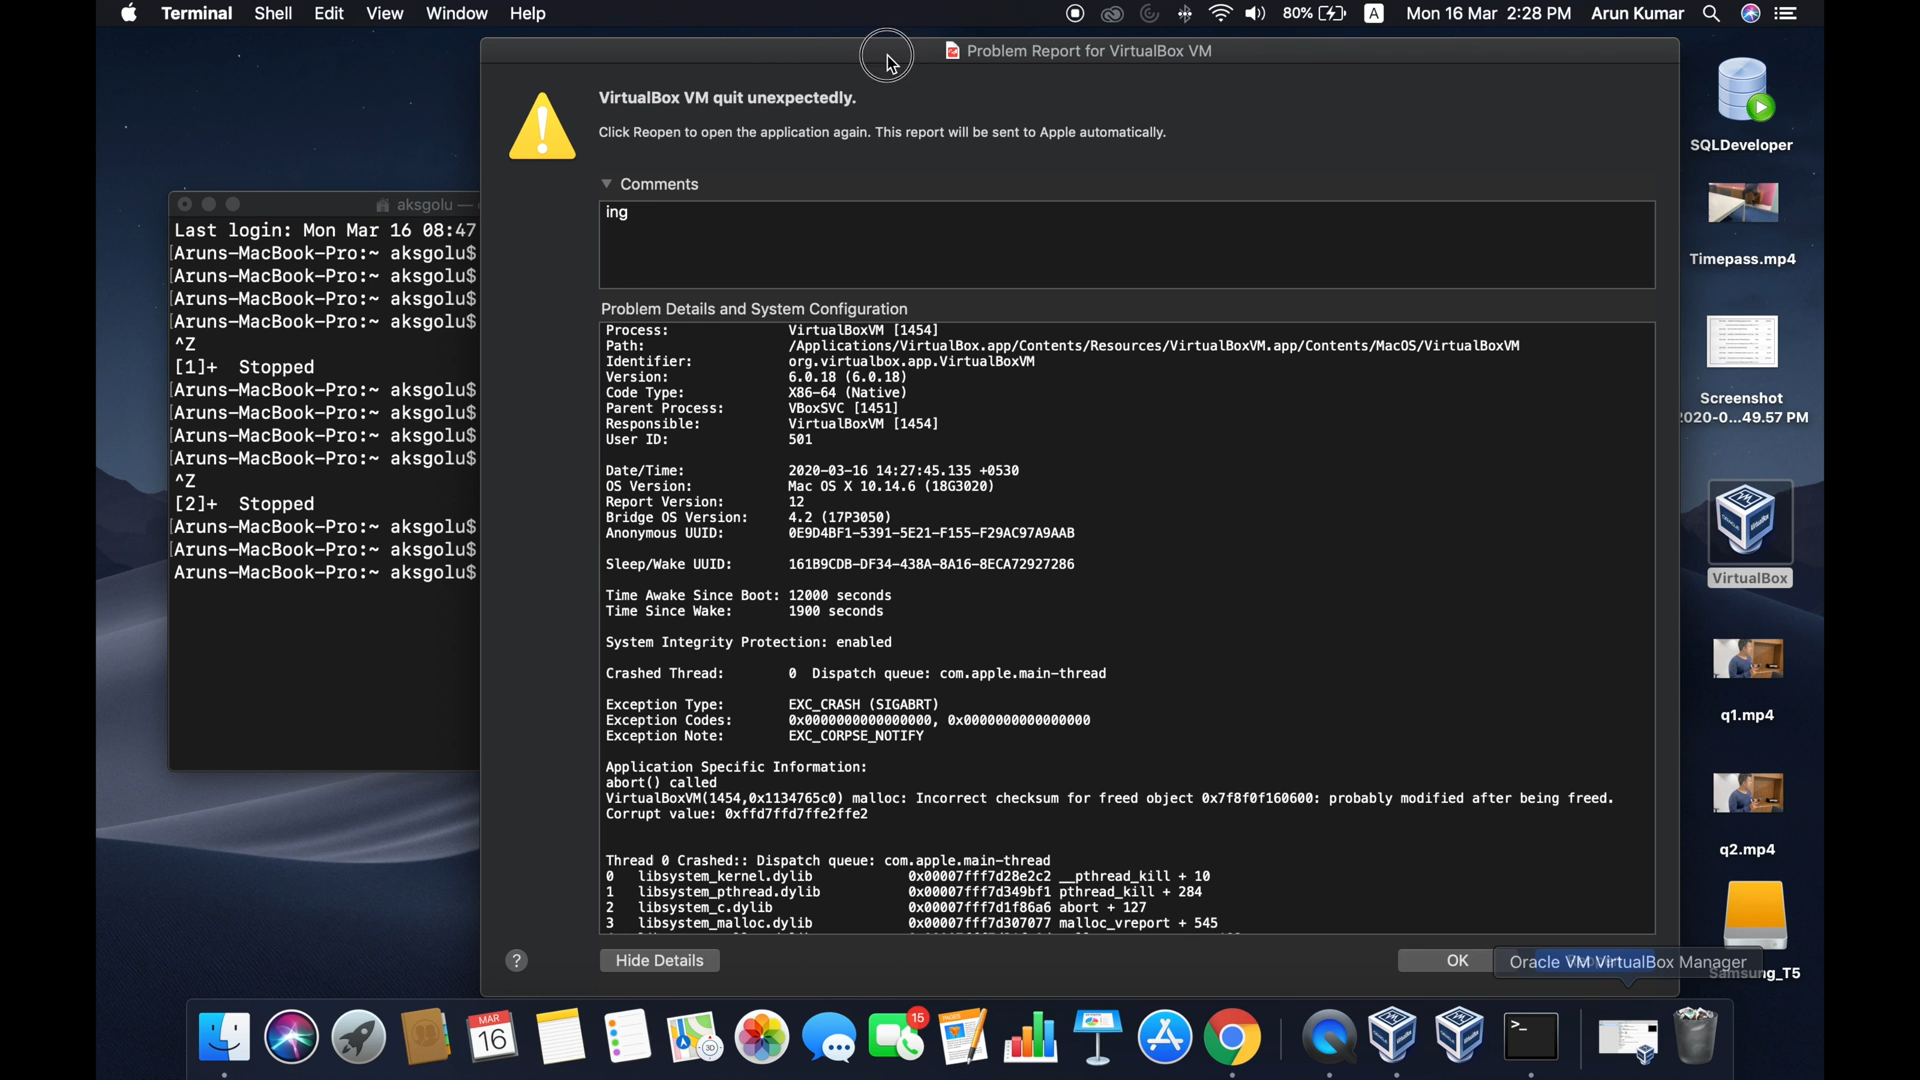 Terminal Shell Edit View Window Help 80% A Mon 16 Mar 2:28 PM Arun Kumar
Problem Report for VirtualBox VM
VirtualBox VM quit unexpectedly.
Click Reopen to open the application again. This report will be sent to Apple automatically.
Comments
ing
Problem Details and System Configuration
Process: VirtualBoxVM [1454]
Path: /Applications/VirtualBox.app/Contents/Resources/VirtualBoxVM.app/Contents/MacOS/VirtualBoxVM
Identifier: org.virtualbox.app.VirtualBoxVM
Version: 6.0.18 (6.0.18)
Code Type: X86-64 (Native)
Parent Process: VBoxSVC [1451]
Responsible: VirtualBoxVM [1454]
User ID: 501
Date/Time: 2020-03-16 14:27:45.135 +0530
OS Version: Mac OS X 10.14.6 (18G3020)
Report Version: 12
Bridge OS Version: 4.2 (17P3050)
Anonymous UUID: 0E9D4BF1-5391-5E21-F155-F29AC97A9AAB
Sleep/Wake UUID: 161B9CDB-DF34-438A-8A16-8ECA72927286
Time Awake Since Boot: 12000 seconds
Time Since Wake: 1900 seconds
System Integrity Protection: enabled
Crashed Thread: 0 Dispatch queue: com.apple.main-thread
Exception Type: EXC_CRASH (SIGABRT)
Exception Codes: 0x0000000000000000, 0x0000000000000000
Exception Note: EXC_CORPSE_NOTIFY
Application Specific Information:
abort() called
VirtualBoxVM(1454,0x1134765c0) malloc: Incorrect checksum for freed object 0x7f8f0f160600: probably modified after being freed.
Corrupt value: 0xffd7ffd7ffe2ffe2
Thread 0 Crashed:: Dispatch queue: com.apple.main-thread
0 libsystem_kernel.dylib 0x00007fff7d28e2c2 __pthread_kill + 10
1 libsystem_pthread.dylib 0x00007fff7d349bf1 pthread_kill + 284
2 libsystem_c.dylib 0x00007fff7d1f86a6 abort + 127
3 libsystem_malloc.dylib 0x00007fff7d307077 malloc_vreport + 545
? Hide Details OK
Oracle VM VirtualBox Manager
aksgolu —
Last login: Mon Mar 16 08:47
[Aruns-MacBook-Pro:~ aksgolu$
[Aruns-MacBook-Pro:~ aksgolu$
[Aruns-MacBook-Pro:~ aksgolu$
[Aruns-MacBook-Pro:~ aksgolu$
^Z
[1]+ Stopped
[Aruns-MacBook-Pro:~ aksgolu$
[Aruns-MacBook-Pro:~ aksgolu$
[Aruns-MacBook-Pro:~ aksgolu$
[Aruns-MacBook-Pro:~ aksgolu$
^Z
[2]+ Stopped
[Aruns-MacBook-Pro:~ aksgolu$
[Aruns-MacBook-Pro:~ aksgolu$
Aruns-MacBook-Pro:~ aksgolu$
SQLDeveloper
Timepass.mp4
Screenshot
2020-0...49.57 PM
VirtualBox
q1.mp4
q2.mp4
Samsung_T5
MAR
16
15
3D
>_